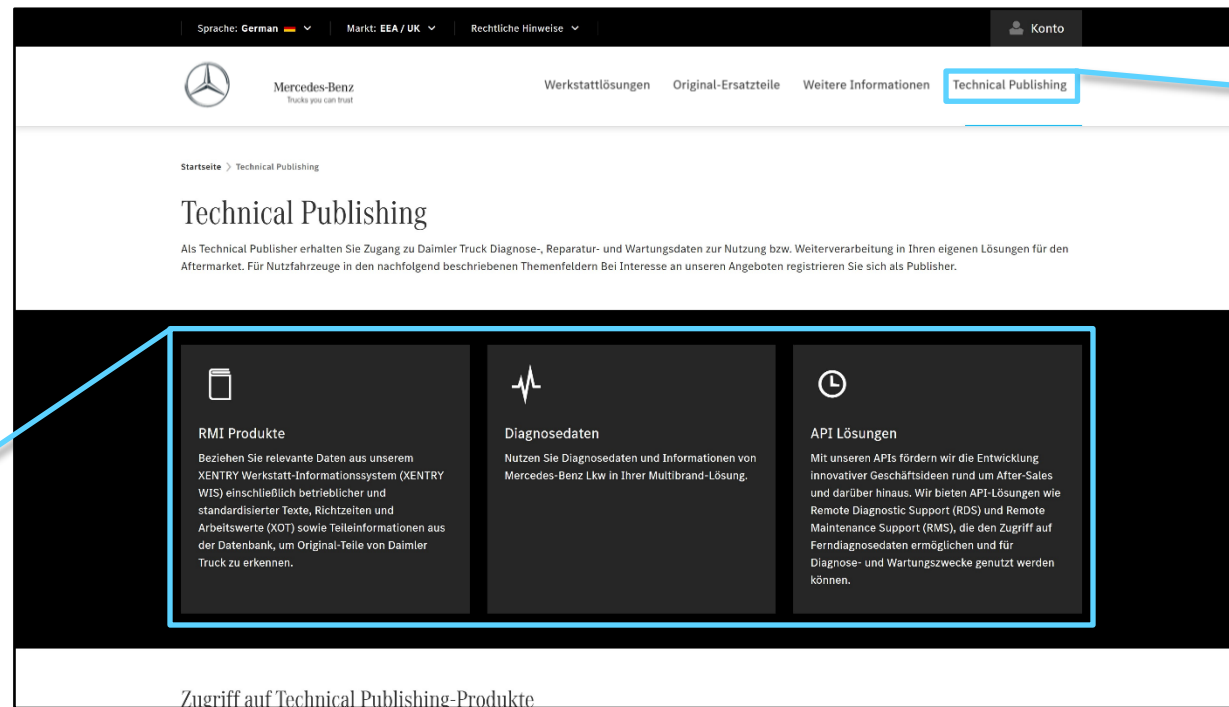 Sprache: German
Markt: EEA / UK
Rechtliche Hinweise
Konto
Mercedes-Benz
Trucks you can trust
Werkstattlösungen
Original-Ersatzteile
Weitere Informationen
Technical Publishing
Startseite > Technical Publishing
Technical Publishing
Als Technical Publisher erhalten Sie Zugang zu Daimler Truck Diagnose-, Reparatur- und Wartungsdaten zur Nutzung bzw. Weiterverarbeitung in Ihren eigenen Lösungen für den
Aftermarket. Für Nutzfahrzeuge in den nachfolgend beschriebenen Themenfeldern Bei Interesse an unseren Angeboten registrieren Sie sich als Publisher.
RMI Produkte
Beziehen Sie relevante Daten aus unserem
XENTRY Werkstatt-Informationssystem (XENTRY
WIS) einschließlich betrieblicher und
standardisierter Texte, Richtzeiten und
Arbeitswerte (XOT) sowie Teileinformationen aus
der Datenbank, um Original-Teile von Daimler
Truck zu erkennen.
Diagnosedaten
Nutzen Sie Diagnosedaten und Informationen von
Mercedes-Benz Lkw in Ihrer Multibrand-Lösung.
API Lösungen
Mit unseren APIs fördern wir die Entwicklung
innovativer Geschäftsideen rund um After-Sales
und darüber hinaus. Wir bieten API-Lösungen wie
Remote Diagnostic Support (RDS) und Remote
Maintenance Support (RMS), die den Zugriff auf
Ferndiagnosedaten ermöglichen und für
Diagnose- und Wartungszwecke genutzt werden
können.
Zugriff auf Technical Publishing-Produkte